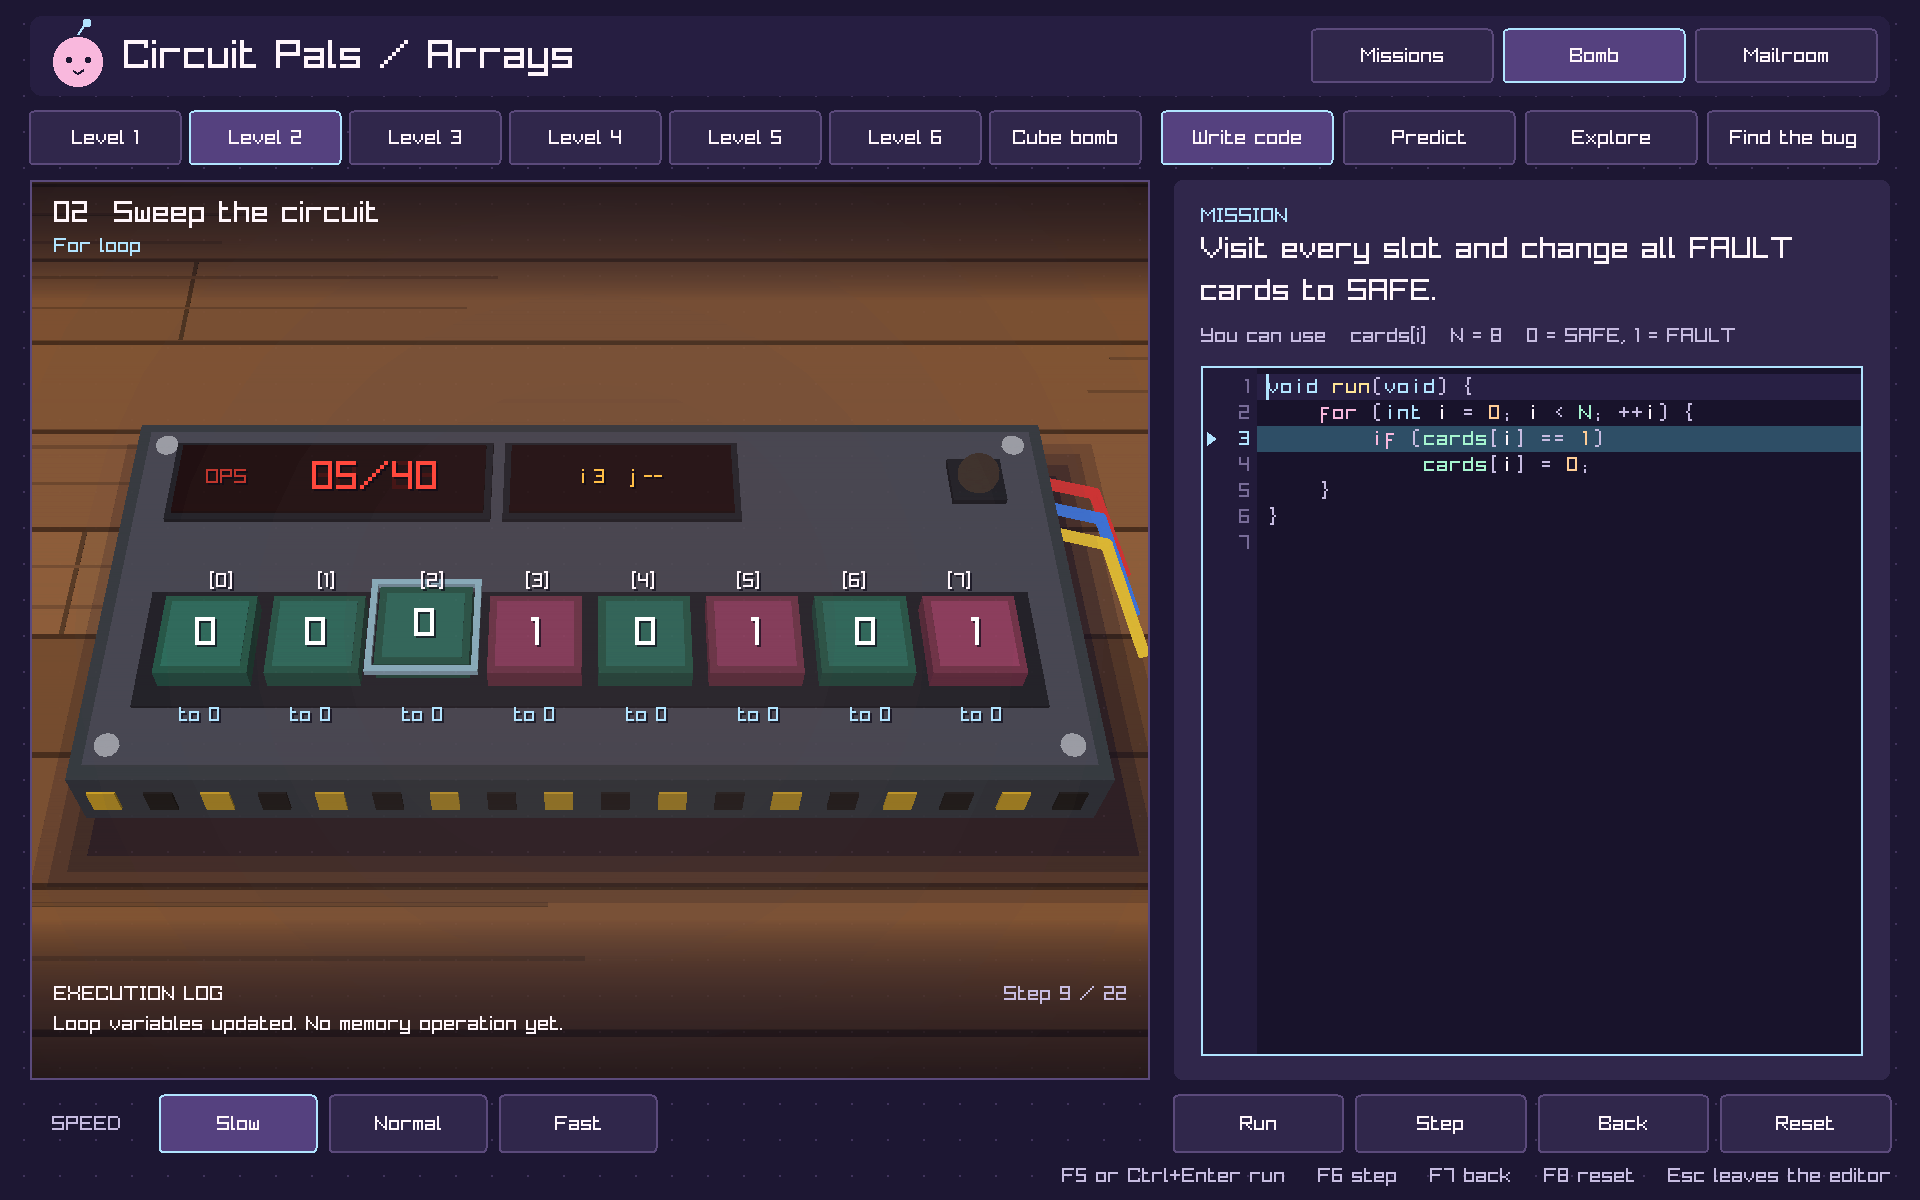 Circuit Pals / Arrays
Missions
Bomb
Mailroom
Level 1
Level 2
Level 3
Level 4
Level 5
Level 6
Cube bomb
Write code
Predict
Explore
Find the bug
02 Sweep the circuit
For loop
OPS 05/40
i 3 j --
[0] [1] [2] [3] [4] [5] [6] [7]
0 0 0 1 0 1 0 1
to 0 to 0 to 0 to 0 to 0 to 0 to 0 to 0
EXECUTION LOG
Step 9 / 22
Loop variables updated. No memory operation yet.
MISSION
Visit every slot and change all FAULT
cards to SAFE.
You can use cards[i] N = 8 0 = SAFE, 1 = FAULT
1 void run(void) {
2 for (int i = 0; i < N; ++i) {
3 if (cards[i] == 1)
4 cards[i] = 0;
5 }
6 }
7
SPEED
Slow
Normal
Fast
Run
Step
Back
Reset
F5 or Ctrl+Enter run F6 step F7 back F8 reset Esc leaves the editor